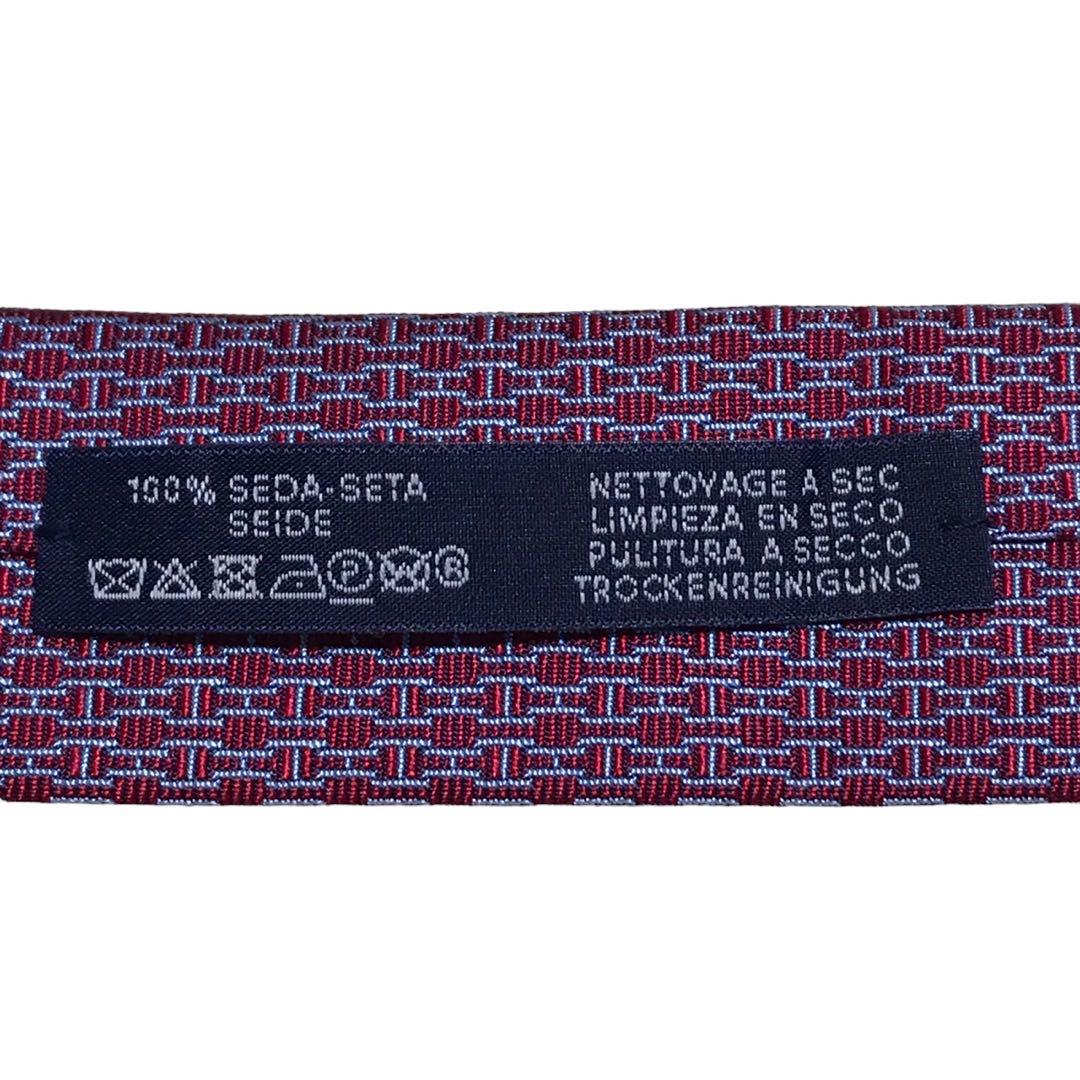 100% SEDA-SETA
SEIDE
P
NETTOYAGE A SEC
LIMPIEZA EN SECO
PULITURA A SECCO
TROCKENREINIGUNG